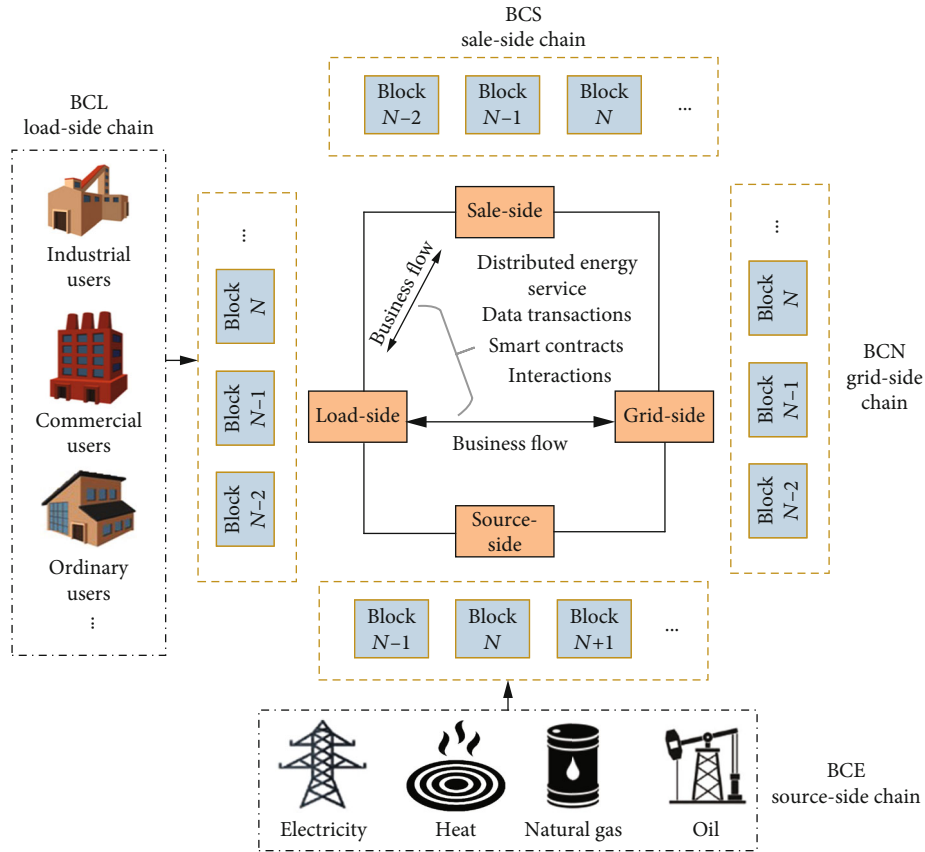 BCS
sale-side chain
Block
N–2
Block
N–1
Block
N
...
BCL
load-side chain
Industrial
users
Commercial
users
Ordinary
users
...
...
Block
N
Block
N–1
Block
N–2
Sale-side
Business flow
Distributed energy
service
Data transactions
Smart contracts
Interactions
Load-side
Business flow
Grid-side
Source-
side
...
Block
N
Block
N–1
Block
N–2
BCN
grid-side
chain
Block
N–1
Block
N
Block
N+1
...
Electricity
Heat
Natural gas
Oil
BCE
source-side chain